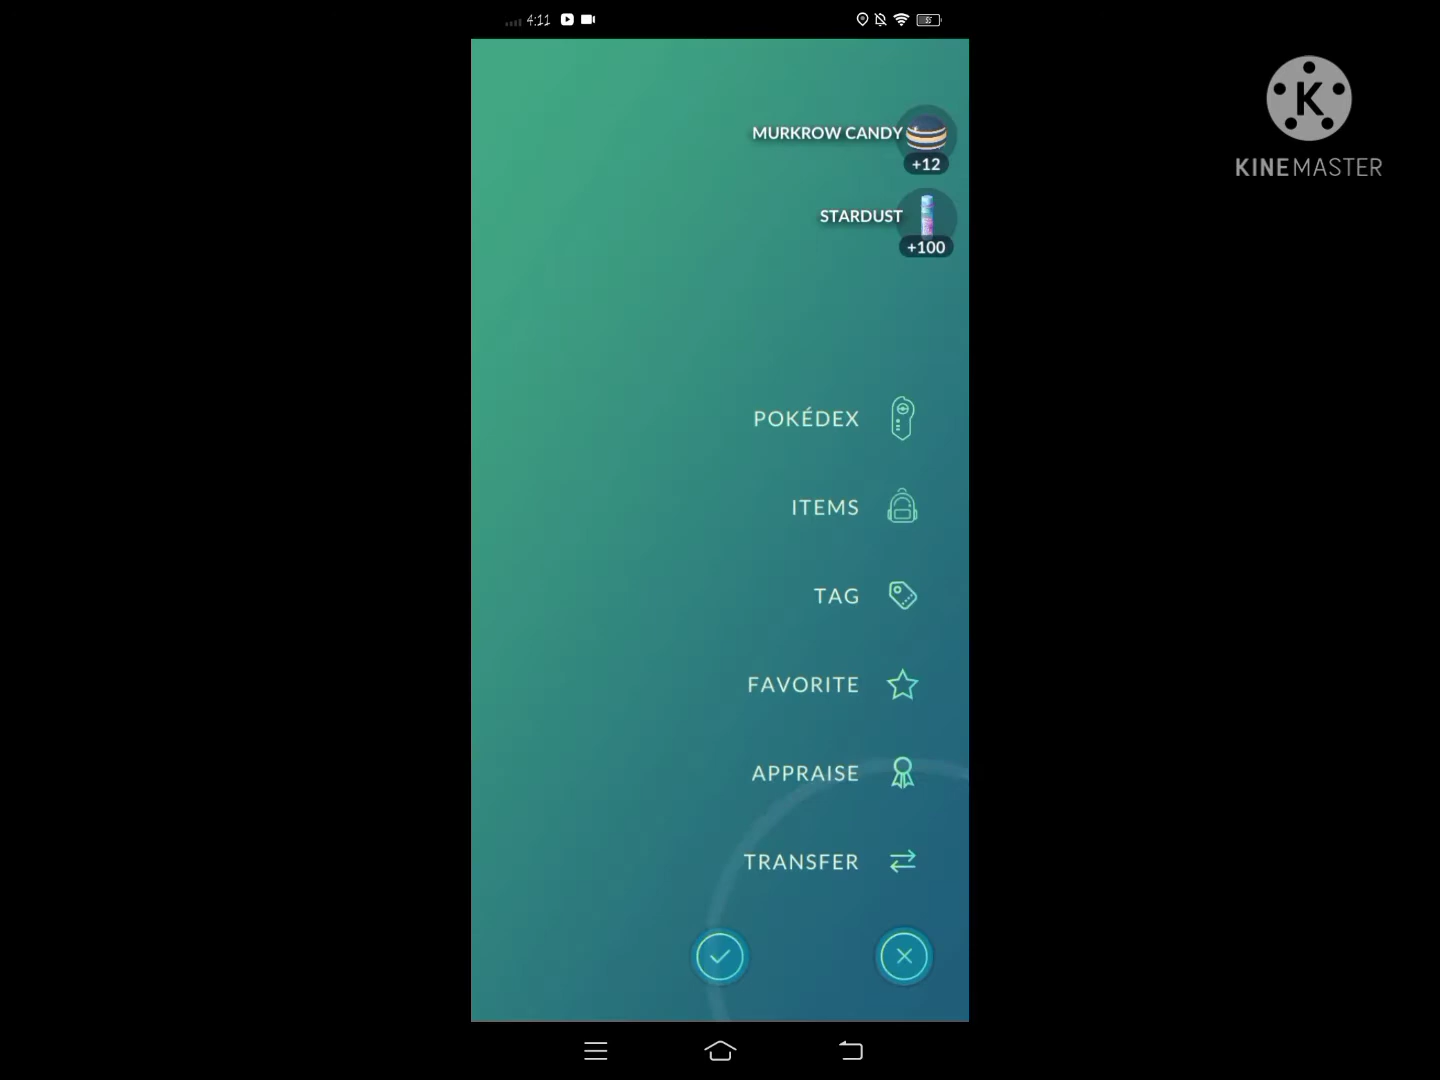 4:11
MURKROW CANDY
+12
STARDUST
+100
POKÉDEX
ITEMS
TAG
FAVORITE
APPRAISE
TRANSFER
K
KINEMASTER